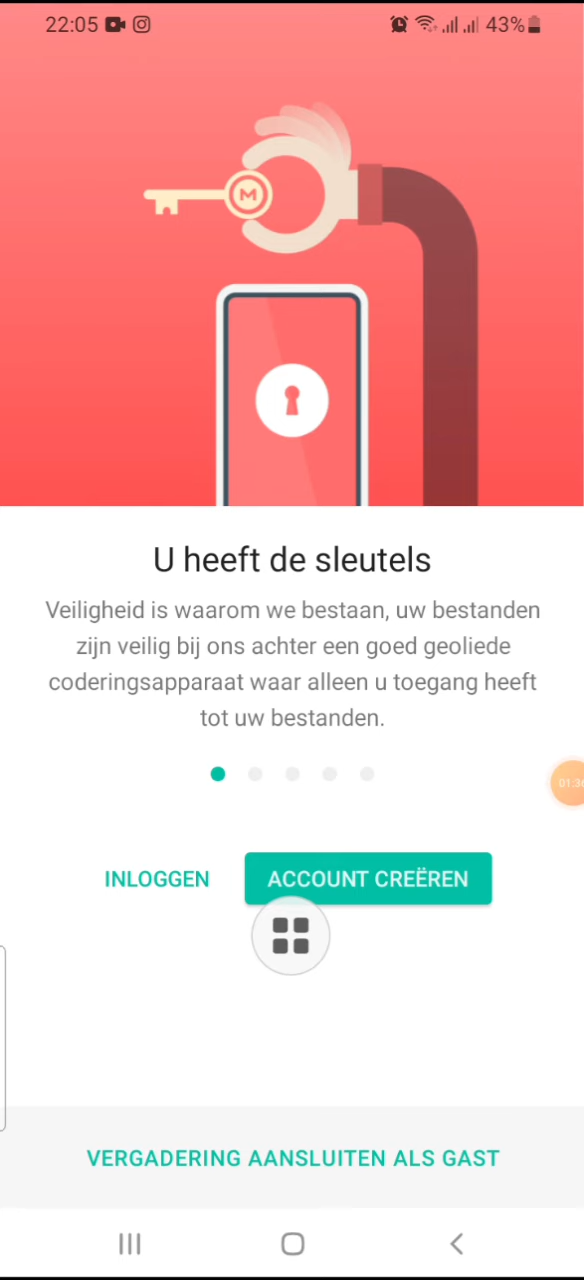 22:05 43%
M
U heeft de sleutels
Veiligheid is waarom we bestaan, uw bestanden
zijn veilig bij ons achter een goed geoliede
coderingsapparaat waar alleen u toegang heeft
tot uw bestanden.
INLOGGEN ACCOUNT CREËREN
VERGADERING AANSLUITEN ALS GAST